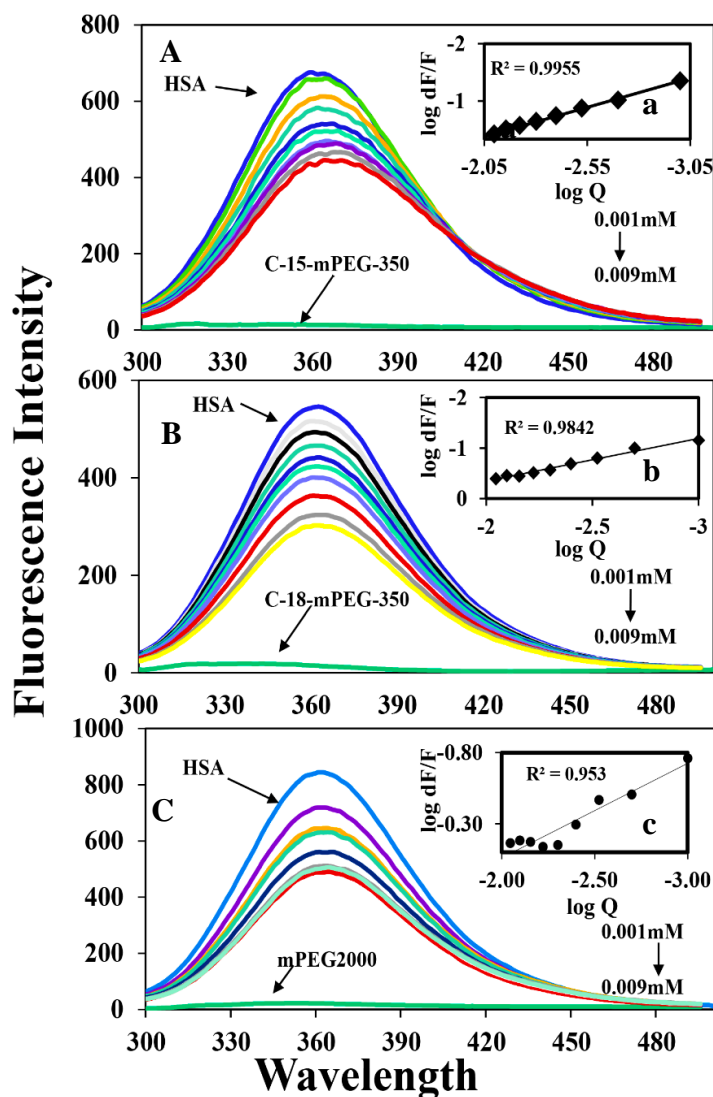 Fluorescence Intensity
A
800
600
400
200
0
HSA
C-15-mPEG-350
300 330 360 390 420 450 480
log dF/F
-2
-1
R² = 0.9955
a
-2.05 -2.55 -3.05
log Q
0.001mM
0.009mM
B
600
400
200
0
HSA
C-18-mPEG-350
300 330 360 390 420 450 480
log dF/F
-2
-1
0
R² = 0.9842
b
-2 -2.5 -3
log Q
0.001mM
0.009mM
C
1000
800
600
400
200
0
HSA
mPEG2000
300 330 360 390 420 450 480
log dF/F
-0.80
-0.30
R² = 0.953
c
-2.00 -2.50 -3.00
log Q
0.001mM
0.009mM
Wavelength